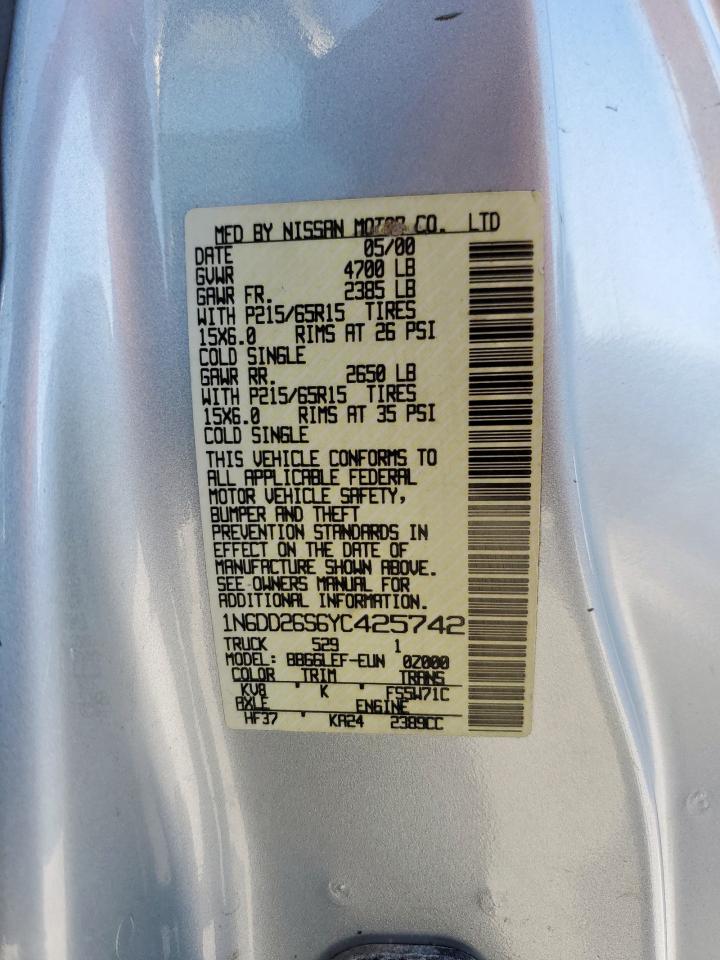 MFD BY NISSAN MOTOR CO. LTD
DATE 05/00
GVWR 4700 LB
GAWR FR. 2385 LB
WITH P215/65R15 TIRES
15X6.0 RIMS AT 26 PSI
COLD SINGLE
GAWR RR. 2650 LB
WITH P215/65R15 TIRES
15X6.0 RIMS AT 35 PSI
COLD SINGLE
THIS VEHICLE CONFORMS TO
ALL APPLICABLE FEDERAL
MOTOR VEHICLE SAFETY,
BUMPER AND THEFT
PREVENTION STANDARDS IN
EFFECT ON THE DATE OF
MANUFACTURE SHOWN ABOVE.
SEE OWNERS MANUAL FOR
ADDITIONAL INFORMATION
1N6DD26S6YC425742
TRUCK 529 1
MODEL: BBGGLEF-EUN 0Z000
COLOR TRIM TRANS
KV8 ' K FS5W71C
AXLE ENGINE
HF37 ' KA24 2389CC